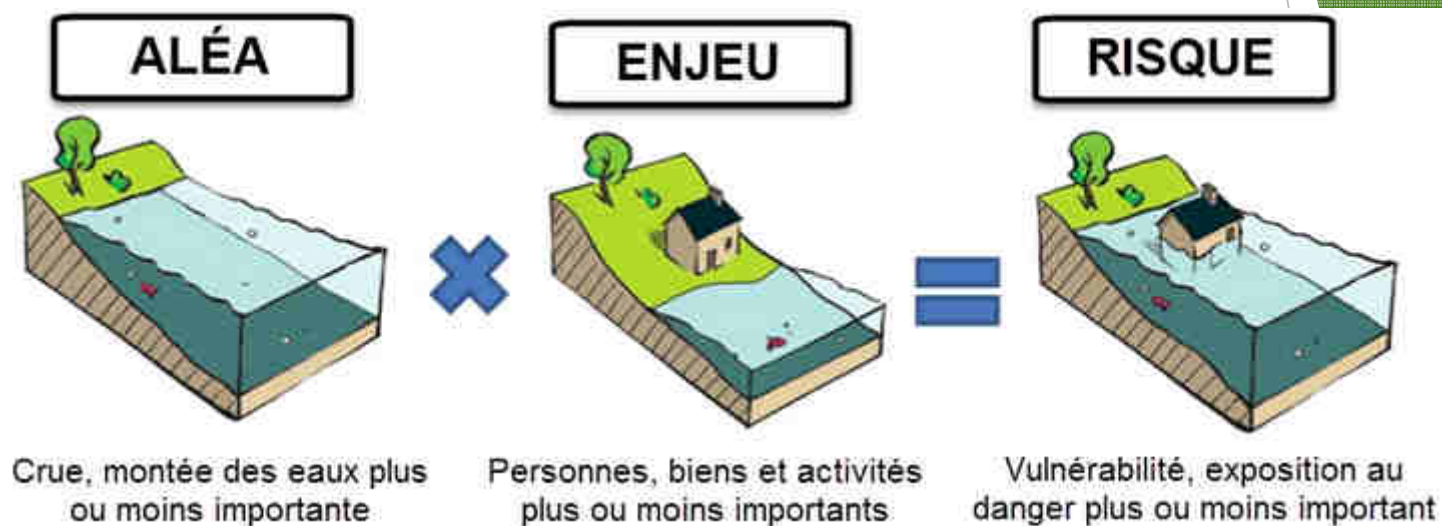 ALÉA
ENJEU
RISQUE
Crue, montée des eaux plus
ou moins importante
Personnes, biens et activités
plus ou moins importants
Vulnérabilité, exposition au
danger plus ou moins important